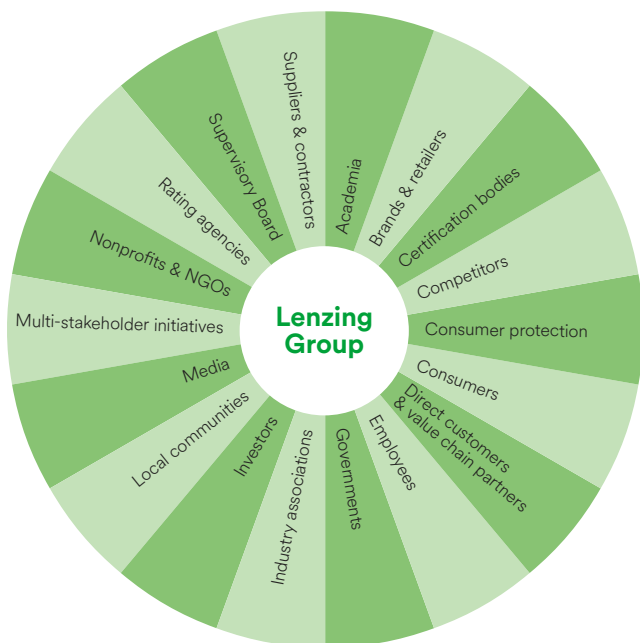 Lenzing
Group
Academia
Brands & retailers
Certification bodies
Competitors
Consumer protection
Consumers
Direct customers
& value chain partners
Employees
Governments
Industry associations
Investors
Local communities
Media
Multi-stakeholder initiatives
Nonprofits & NGOs
Rating agencies
Supervisory Board
Suppliers & contractors